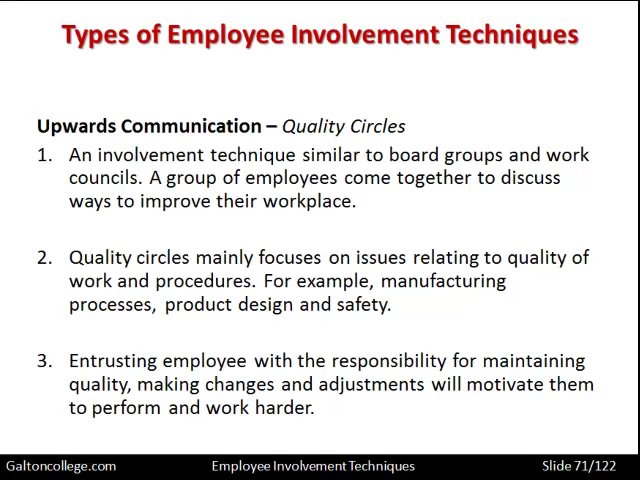 Types of Employee Involvement Techniques
Upwards Communication – Quality Circles
1. An involvement technique similar to board groups and work
councils. A group of employees come together to discuss
ways to improve their workplace.
2. Quality circles mainly focuses on issues relating to quality of
work and procedures. For example, manufacturing
processes, product design and safety.
3. Entrusting employee with the responsibility for maintaining
quality, making changes and adjustments will motivate them
to perform and work harder.
Galtoncollege.com Employee Involvement Techniques Slide 71/122